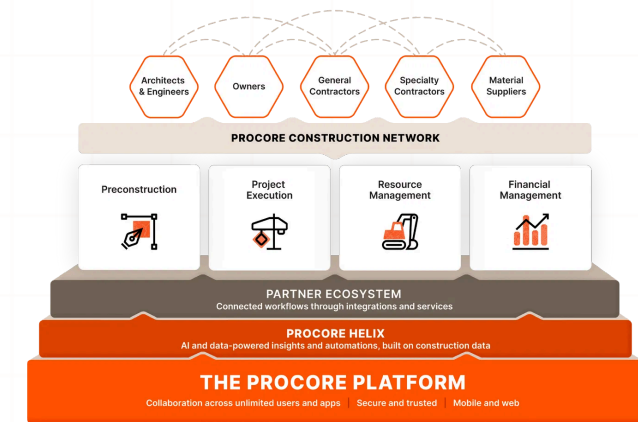 Architects
& Engineers
Owners
General
Contractors
Specialty
Contractors
Material
Suppliers
PROCORE CONSTRUCTION NETWORK
Preconstruction
Project
Execution
Resource
Management
Financial
Management
PARTNER ECOSYSTEM
Connected workflows through integrations and services
PROCORE HELIX
AI and data-powered insights and automations, built on construction data
THE PROCORE PLATFORM
Collaboration across unlimited users and apps | Secure and trusted | Mobile and web